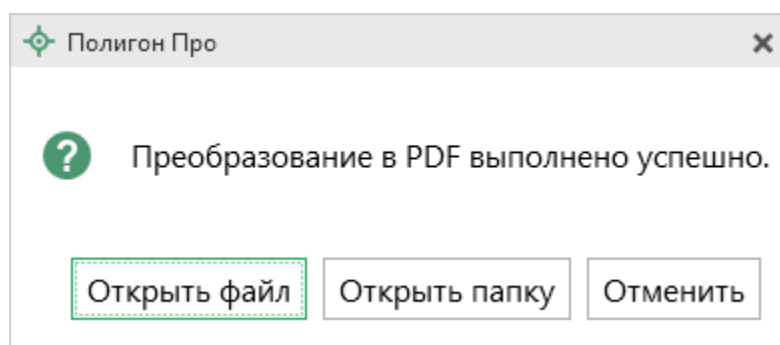 Полигон Про
Преобразование в PDF выполнено успешно.
Открыть файл Открыть папку Отменить